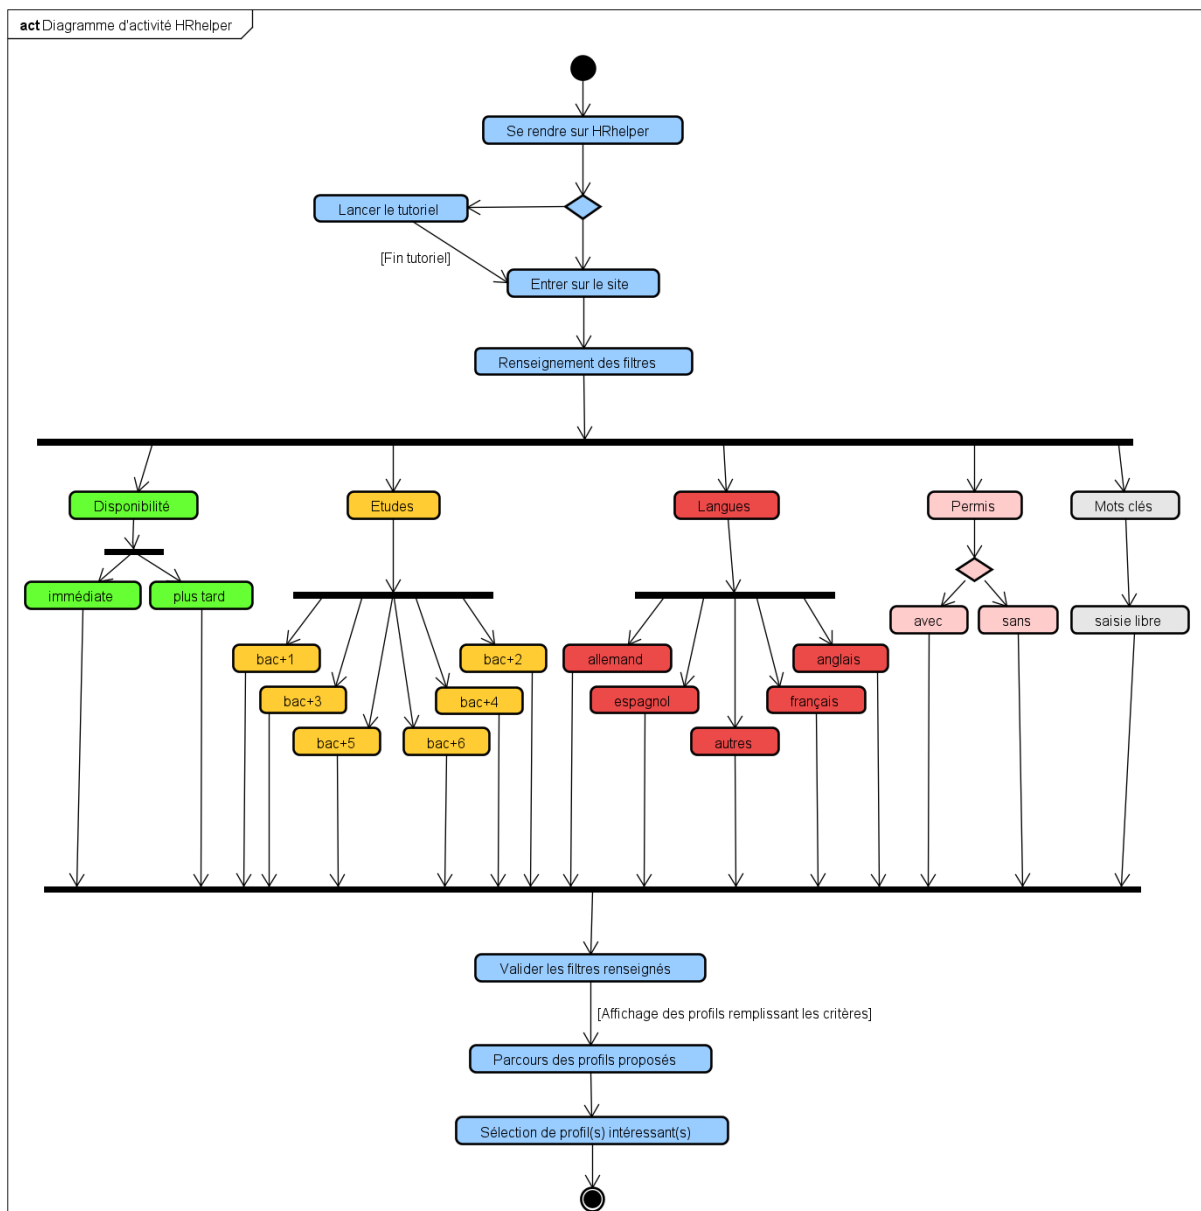 act Diagramme d'activité HRhelper
Se rendre sur HRhelper
Lancer le tutoriel
[Fin tutoriel]
Entrer sur le site
Renseignement des filtres
Disponibilité
Etudes
Langues
Permis
Mots clés
immédiate
plus tard
avec
sans
saisie libre
bac+1
bac+2
allemand
anglais
bac+3
bac+4
espagnol
français
bac+5
bac+6
autres
Valider les filtres renseignés
[Affichage des profils remplissant les critères]
Parcours des profils proposés
Sélection de profil(s) intéressant(s)